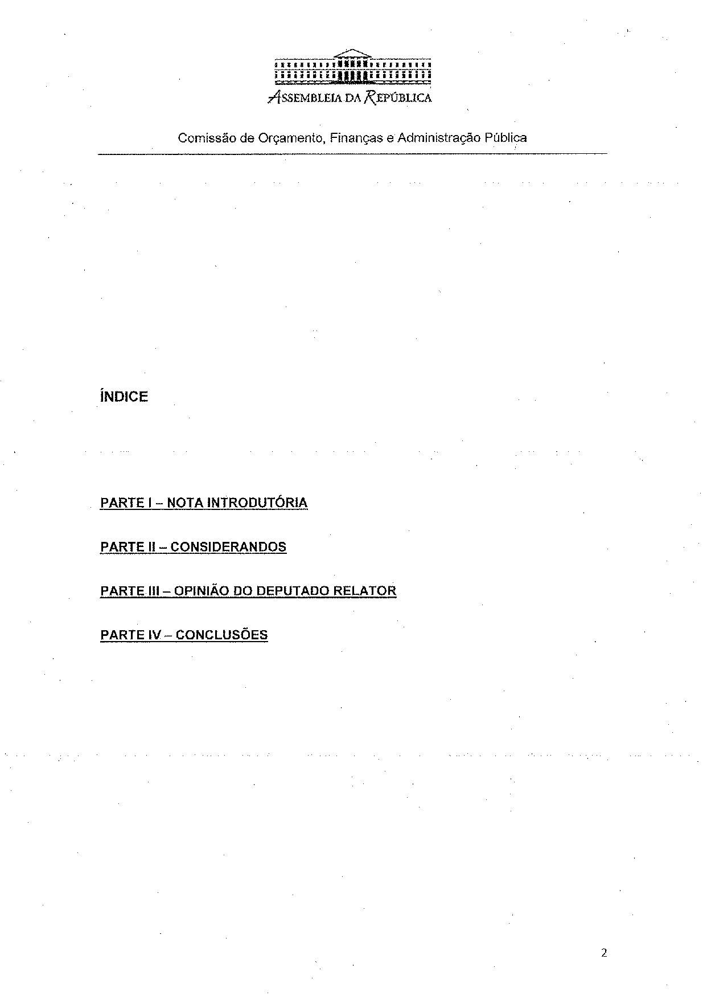 ASSEMBLEIA DA REPÚBLICA
Comissão de Orçamento, Finanças e Administração Pública
ÍNDICE
PARTE I – NOTA INTRODUTÓRIA
PARTE II – CONSIDERANDOS
PARTE III – OPINIÃO DO DEPUTADO RELATOR
PARTE IV – CONCLUSÕES
2